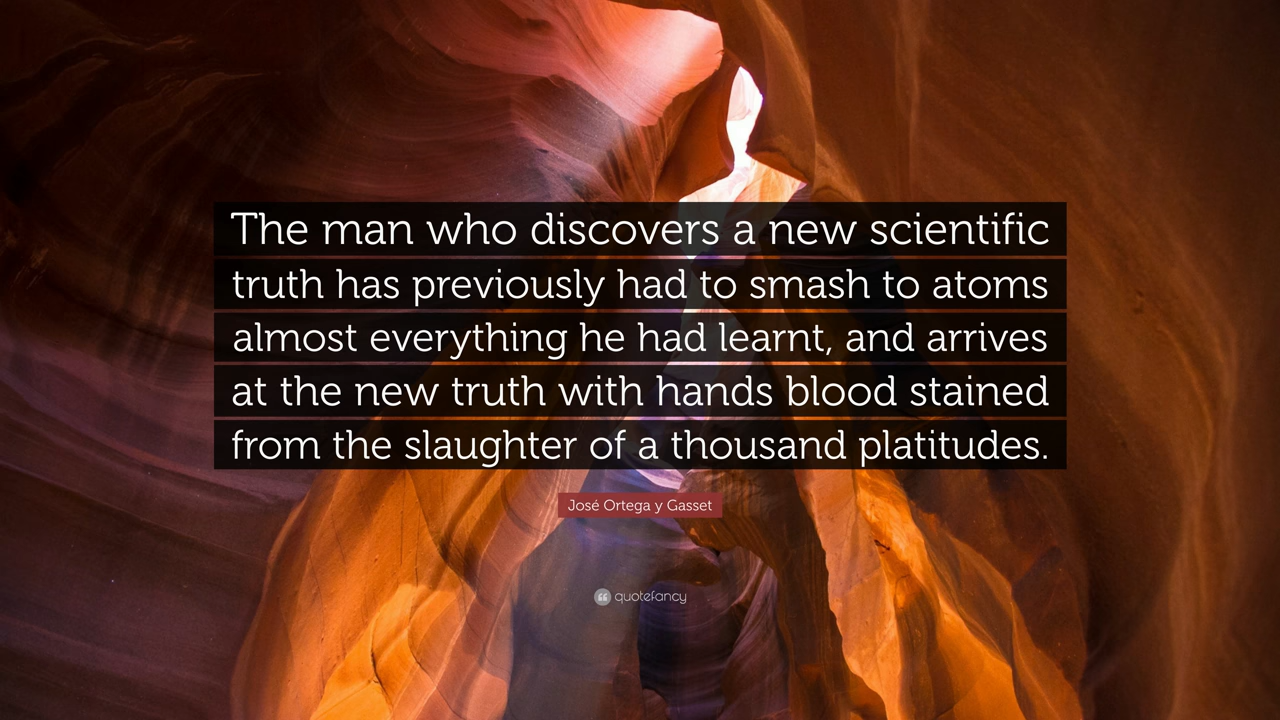 The man who discovers a new scientific
truth has previously had to smash to atoms
almost everything he had learnt, and arrives
at the new truth with hands blood stained
from the slaughter of a thousand platitudes.
José Ortega y Gasset
quotefancy